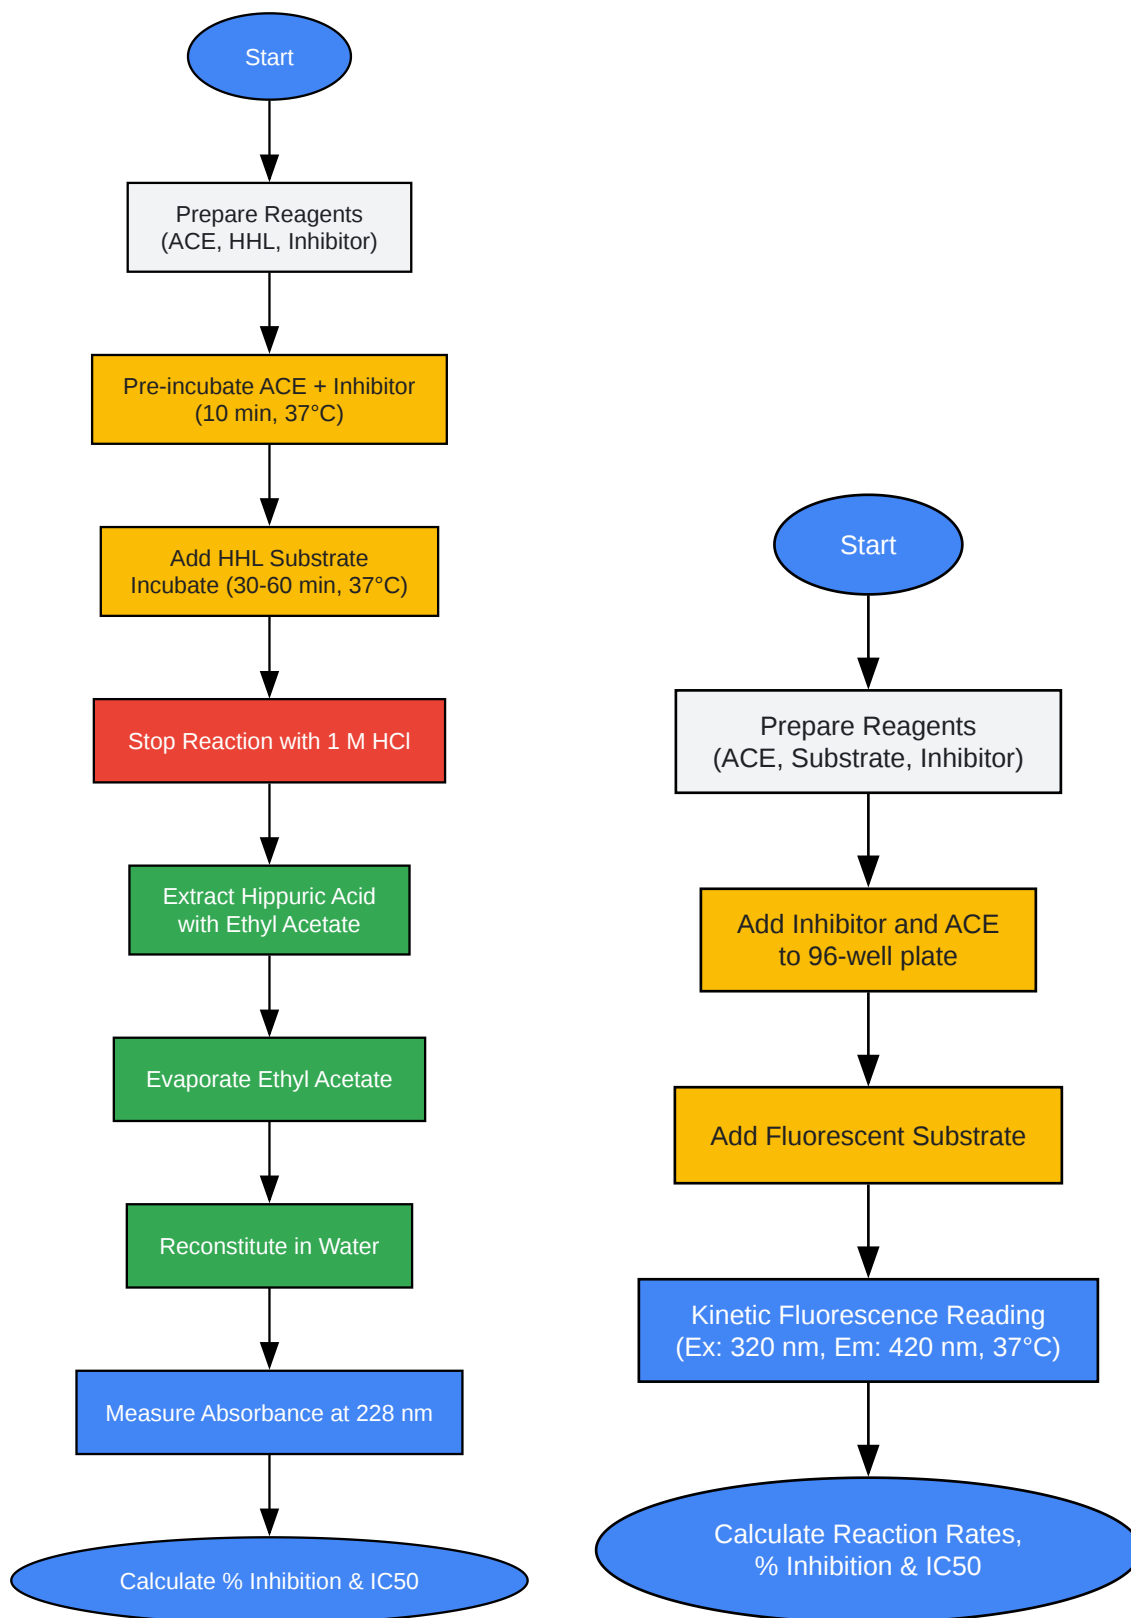 Start
Prepare Reagents
(ACE, HHL, Inhibitor)
Pre-incubate ACE + Inhibitor
(10 min, 37°C)
Add HHL Substrate
Incubate (30-60 min, 37°C)
Stop Reaction with 1 M HCl
Extract Hippuric Acid
with Ethyl Acetate
Evaporate Ethyl Acetate
Reconstitute in Water
Measure Absorbance at 228 nm
Calculate % Inhibition & IC50
Start
Prepare Reagents
(ACE, Substrate, Inhibitor)
Add Inhibitor and ACE
to 96-well plate
Add Fluorescent Substrate
Kinetic Fluorescence Reading
(Ex: 320 nm, Em: 420 nm, 37°C)
Calculate Reaction Rates,
% Inhibition & IC50